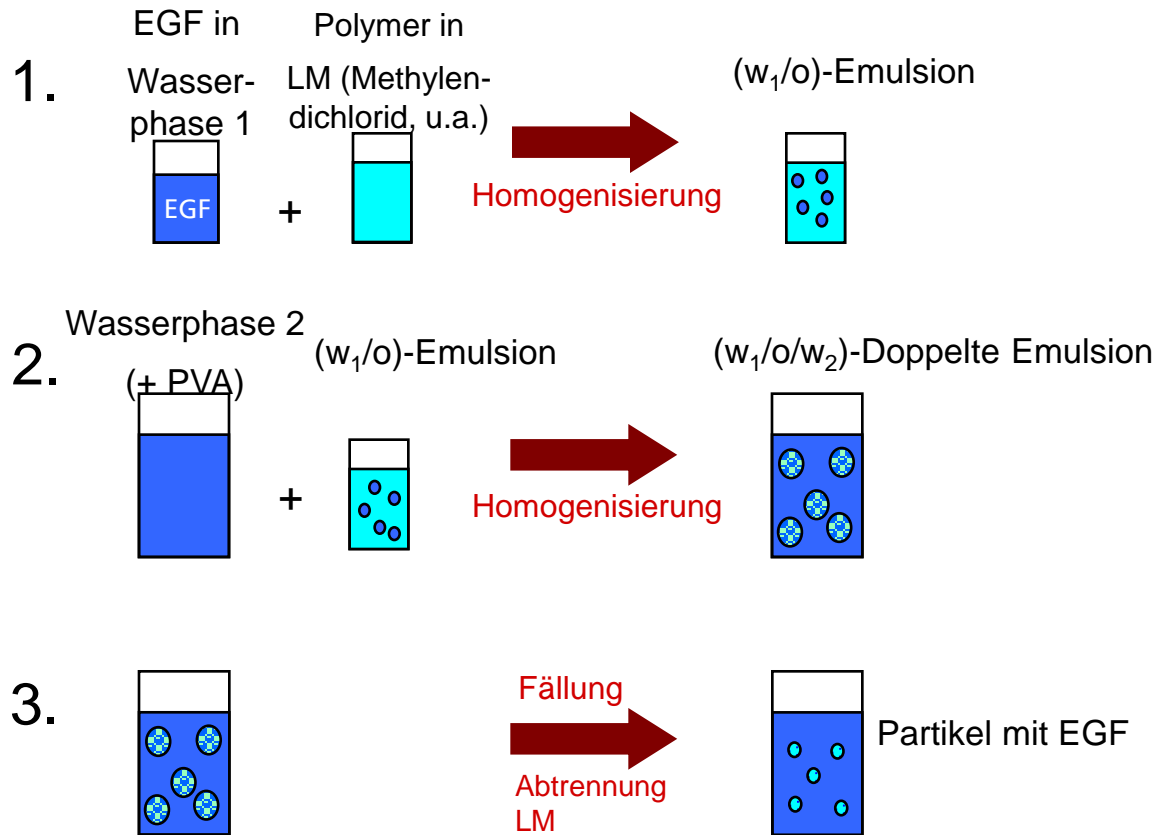 1.
EGF in
Wasser-
phase 1
EGF
+
Polymer in
LM (Methylen-
dichlorid, u.a.)
Homogenisierung
(w₁/o)-Emulsion
2.
Wasserphase 2
(+ PVA)
+
(w₁/o)-Emulsion
Homogenisierung
(w₁/o/w₂)-Doppelte Emulsion
3.
Fällung
Abtrennung
LM
Partikel mit EGF